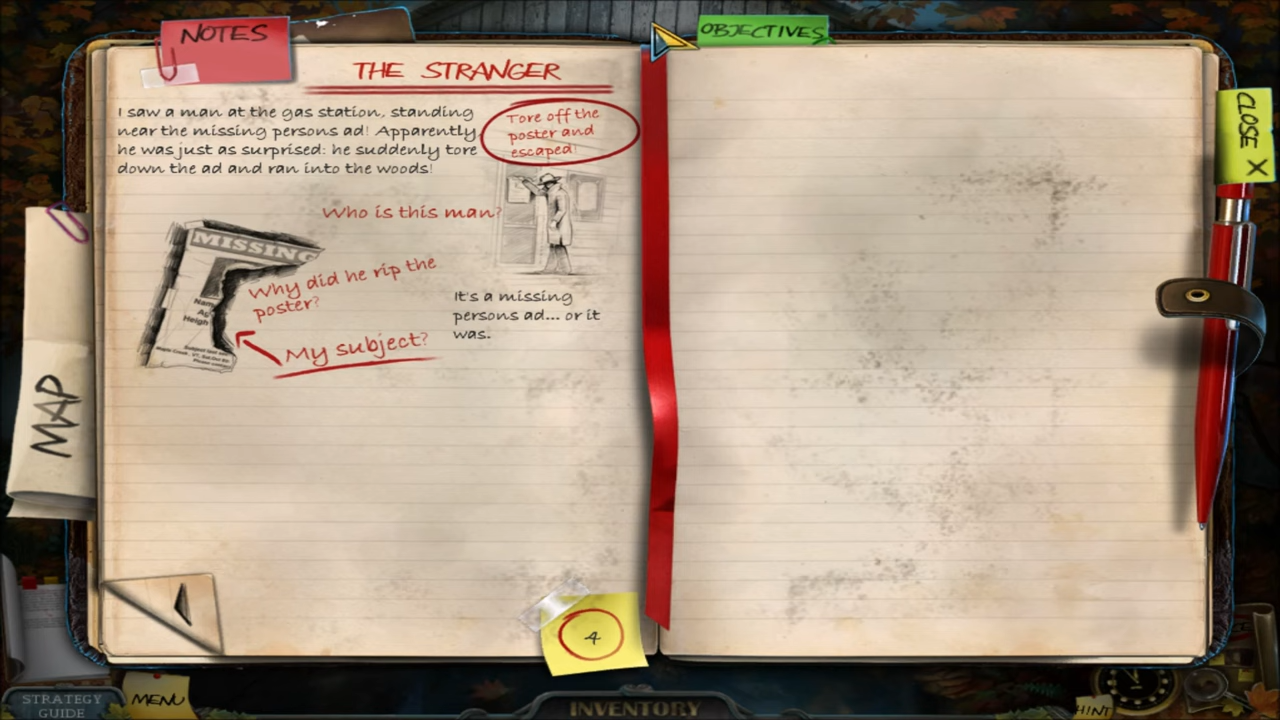 NOTES
OBJECTIVES
THE STRANGER
I saw a man at the gas station, standing
near the missing persons ad! Apparently,
he was just as surprised: he suddenly tore
down the ad and ran into the woods!
Tore off the
poster and
escaped!
Who is this man?
MISSING
Why did he rip the
poster?
My subject?
It's a missing
persons ad... or it
was.
Heigh
Please contact
CLOSE X
MAP
4
STRATEGY
GUIDE
MENU
INVENTORY
HINT